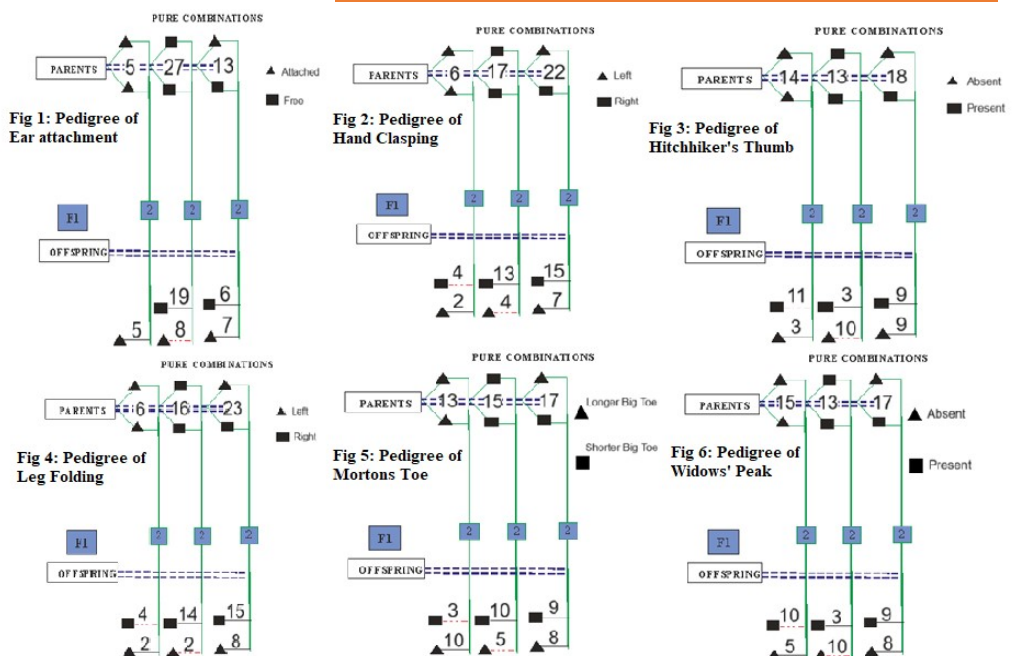 PURE COMBINATIONS
PARENTS 5 27 13
Attached
Free
Fig 1: Pedigree of
Ear attachment
2 2 2
F1
OFFSPRING
19 6
5 8 7
PURE COMBINATIONS
PARENTS 6 17 22
Left
Right
Fig 2: Pedigree of
Hand Clasping
2 2 2
F1
OFFSPRING
4 13 15
2 4 7
PURE COMBINATIONS
PARENTS 14 13 18
Absent
Present
Fig 3: Pedigree of
Hitchhiker's Thumb
2 2 2
F1
OFFSPRING
11 3 9
3 10 9
PURE COMBINATIONS
PARENTS 6 16 23
Left
Right
Fig 4: Pedigree of
Leg Folding
2 2 2
F1
OFFSPRING
4 14 15
2 2 8
PURE COMBINATIONS
PARENTS 13 15 17
Longer Big Toe
Shorter Big Toe
Fig 5: Pedigree of
Mortons Toe
2 2 2
F1
OFFSPRING
3 10 9
10 5 8
PURE COMBINATIONS
PARENTS 15 13 17
Absent
Present
Fig 6: Pedigree of
Widows' Peak
2 2 2
F1
OFFSPRING
10 3 9
5 10 8